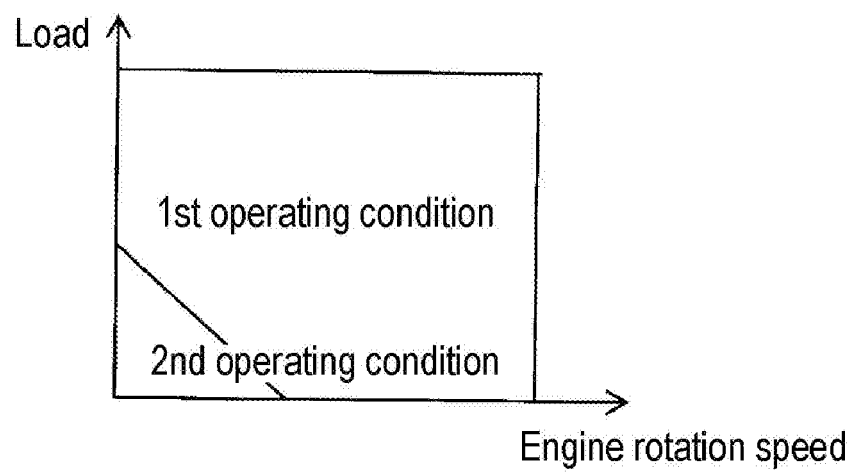 Load
1st operating condition
2nd operating condition
Engine rotation speed